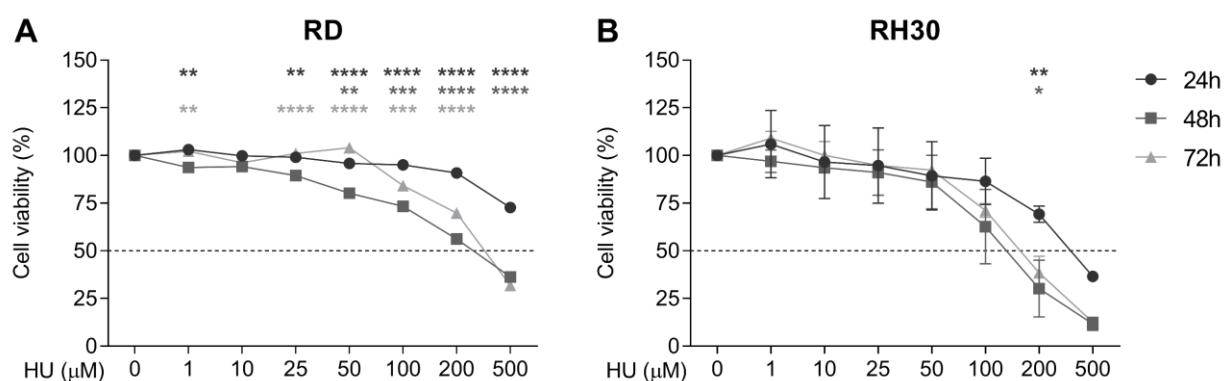 A
RD
150
125
100
75
50
25
0
Cell viability (%)
** ** **** **** **** ****
** *** **** ****
** **** **** *** ****
HU (μM) 0 1 10 25 50 100 200 500
B
RH30
150
125
100
75
50
25
0
Cell viability (%)
**
*
HU (μM) 0 1 10 25 50 100 200 500
24h
48h
72h